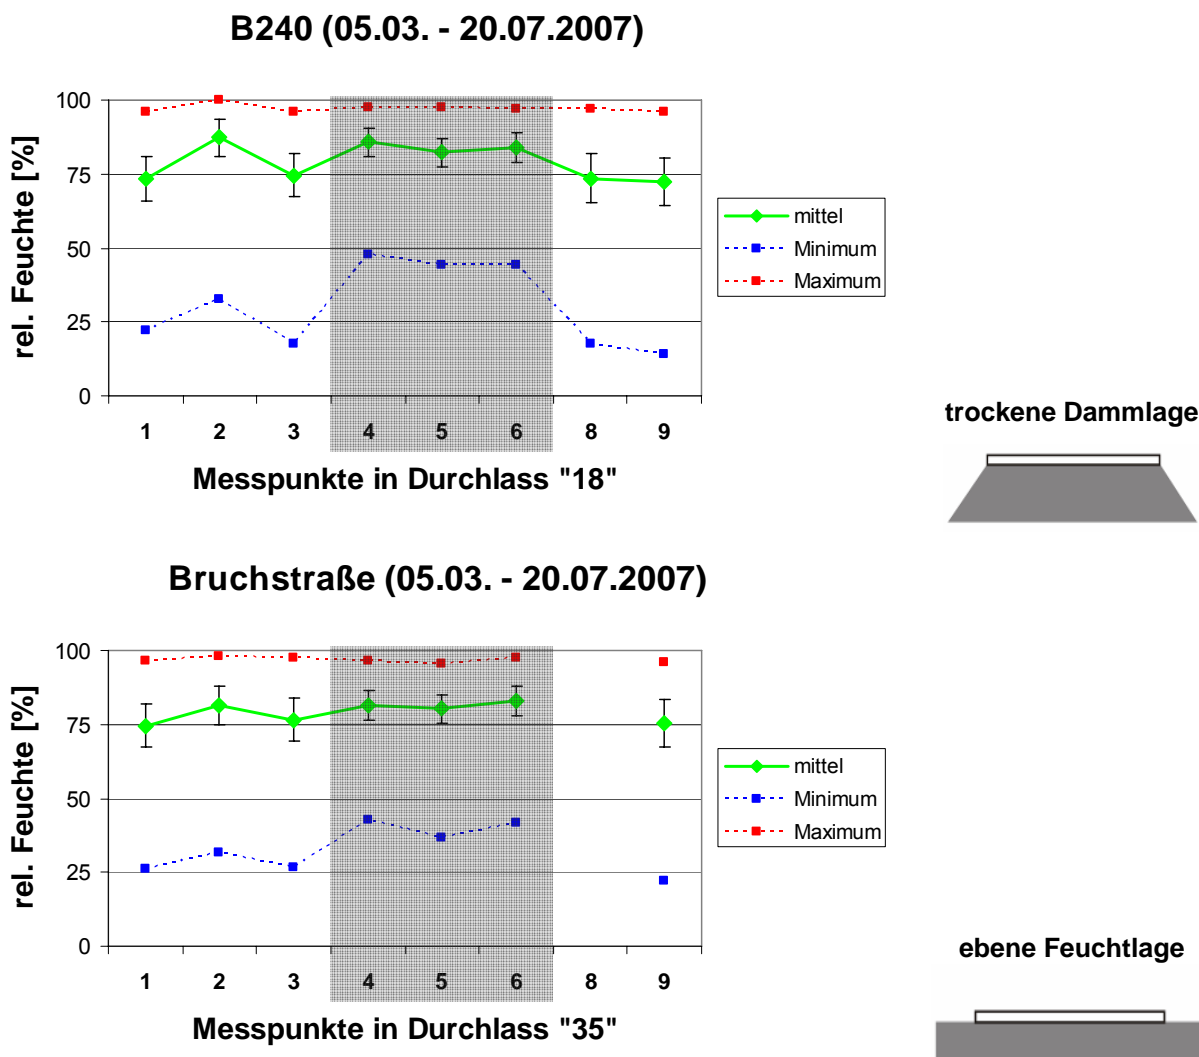 B240 (05.03. - 20.07.2007)
rel. Feuchte [%]
100
75
50
25
0
1 2 3 4 5 6 8 9
Messpunkte in Durchlass "18"
mittel
Minimum
Maximum
trockene Dammlage
Bruchstraße (05.03. - 20.07.2007)
rel. Feuchte [%]
100
75
50
25
0
1 2 3 4 5 6 8 9
Messpunkte in Durchlass "35"
mittel
Minimum
Maximum
ebene Feuchtlage